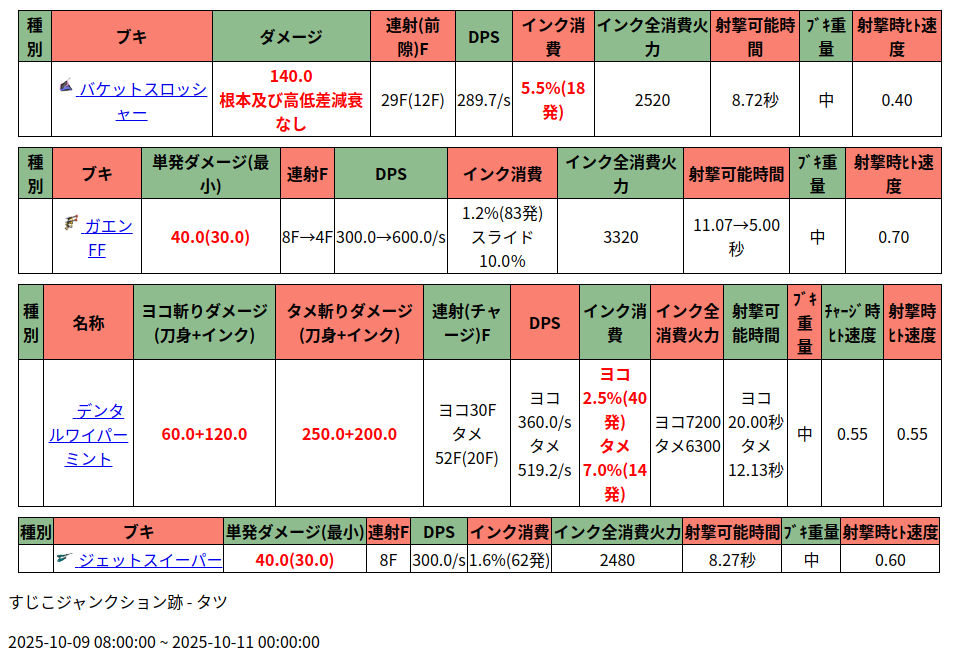 種別 ブキ ダメージ 連射(前隙)F DPS インク消費 インク全消費火力 射撃可能時間 ﾌﾞｷ重量 射撃時ﾋﾄ速度
バケットスロッシャー 140.0 根本及び高低差減衰なし 29F(12F) 289.7/s 5.5%(18発) 2520 8.72秒 中 0.40
種別 ブキ 単発ダメージ(最小) 連射F DPS インク消費 インク全消費火力 射撃可能時間 ﾌﾞｷ重量 射撃時ﾋﾄ速度
ガエンFF 40.0(30.0) 8F→4F 300.0→600.0/s 1.2%(83発) スライド 10.0% 3320 11.07→5.00秒 中 0.70
種別 名称 ヨコ斬りダメージ(刀身+インク) タメ斬りダメージ(刀身+インク) 連射(チャージ)F DPS インク消費 インク全消費火力 射撃可能時間 ﾌﾞｷ重量 ﾁｬｰｼﾞ時ﾋﾄ速度 射撃時ﾋﾄ速度
デンタルワイパーミント 60.0+120.0 250.0+200.0 ヨコ30F タメ 52F(20F) ヨコ 360.0/s タメ 519.2/s ヨコ 2.5%(40発) タメ 7.0%(14発) ヨコ7200 タメ6300 ヨコ 20.00秒 タメ 12.13秒 中 0.55 0.55
種別 ブキ 単発ダメージ(最小) 連射F DPS インク消費 インク全消費火力 射撃可能時間 ﾌﾞｷ重量 射撃時ﾋﾄ速度
ジェットスイーパー 40.0(30.0) 8F 300.0/s 1.6%(62発) 2480 8.27秒 中 0.60
すじこジャンクション跡 - タツ
2025-10-09 08:00:00 ~ 2025-10-11 00:00:00